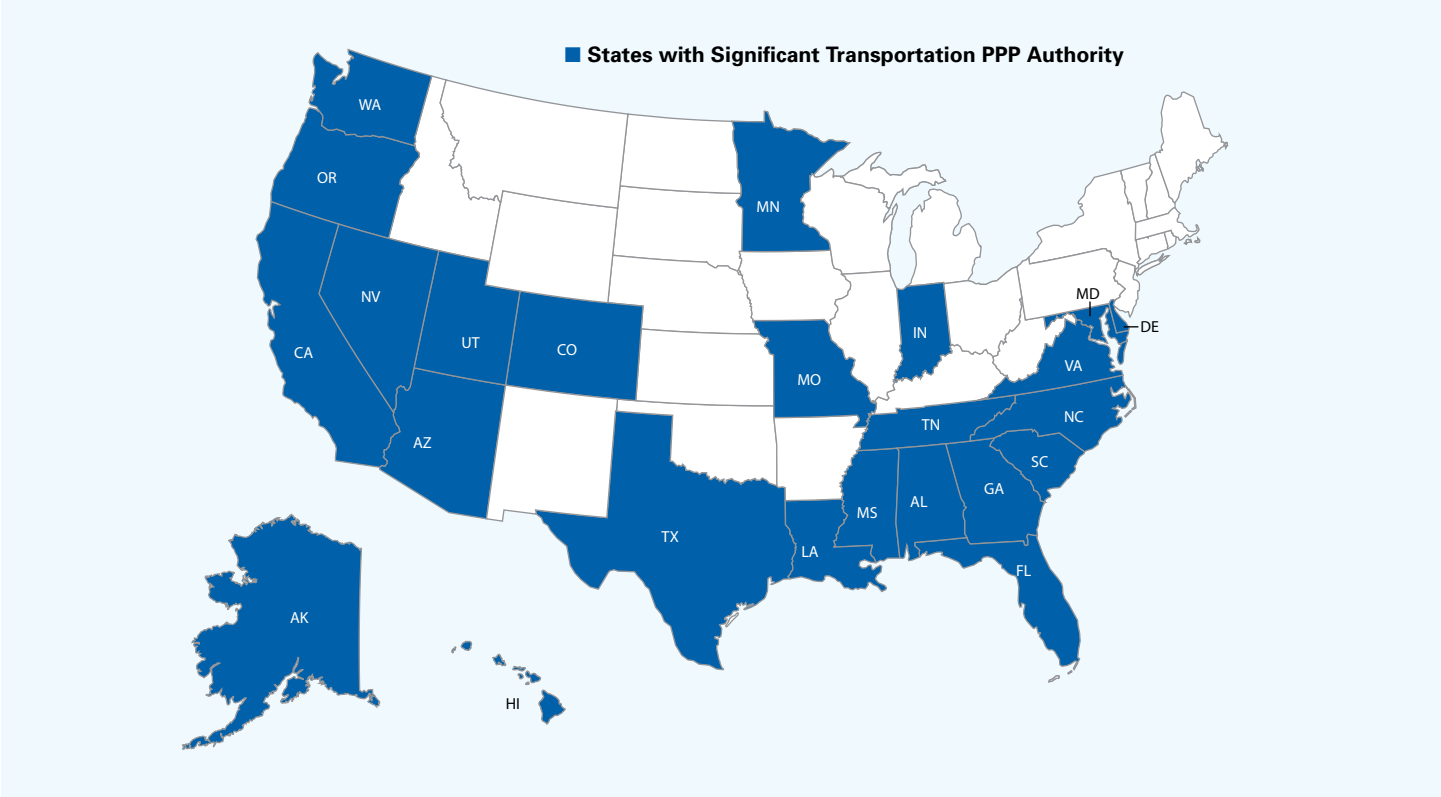 States with Significant Transportation PPP Authority
WA
OR
MN
MD
NV
DE
IN
UT
CO
CA
VA
MO
NC
TN
AZ
SC
GA
AL
MS
TX
LA
FL
AK
HI